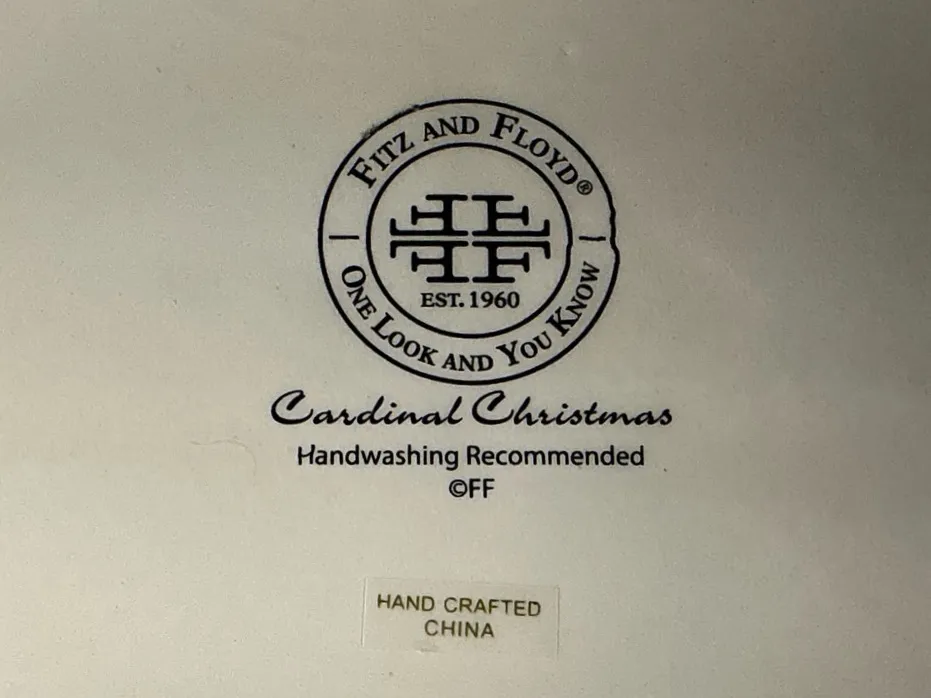 FITZ AND FLOYD®
EST. 1960
ONE LOOK AND YOU KNOW
Cardinal Christmas
Handwashing Recommended
©FF
HAND CRAFTED
CHINA